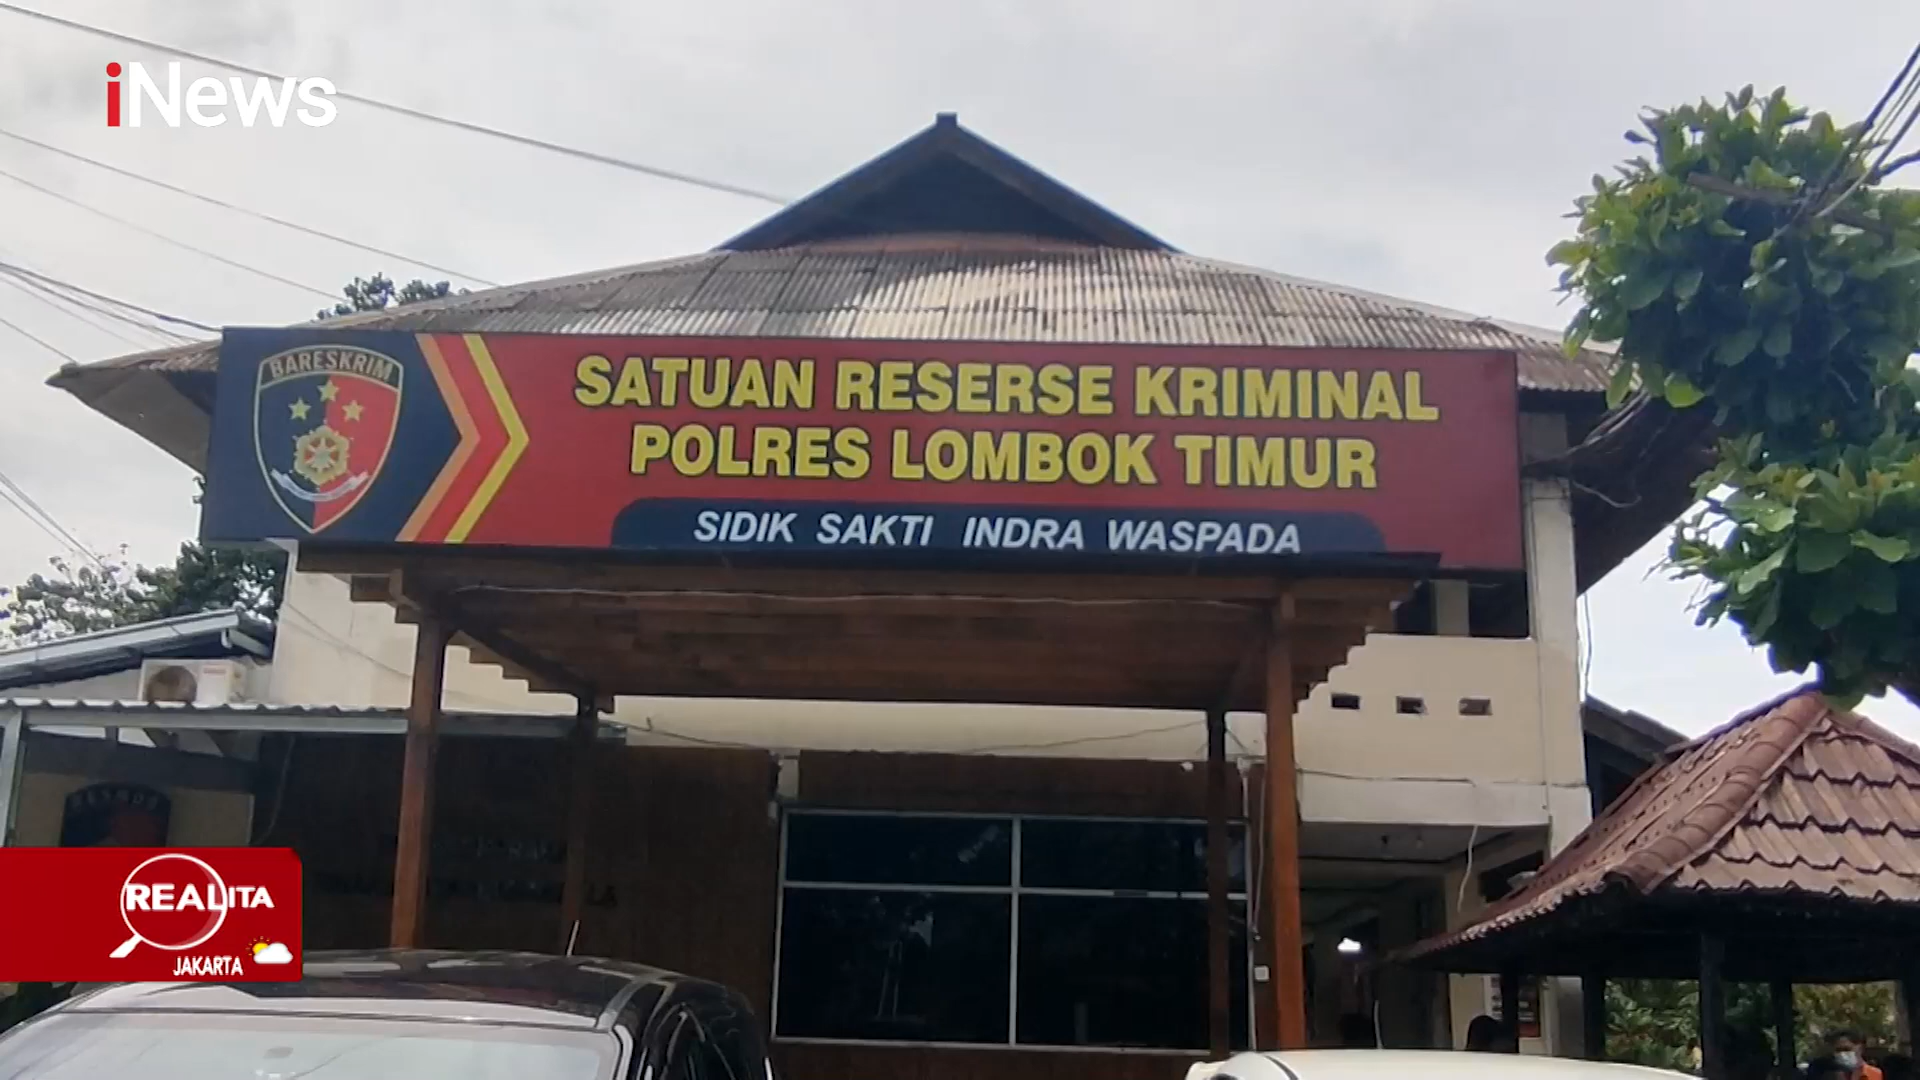 iNews
BARESKRIM
SATUAN RESERSE KRIMINAL
POLRES LOMBOK TIMUR
SIDIK SAKTI INDRA WASPADA
REALITA
JAKARTA